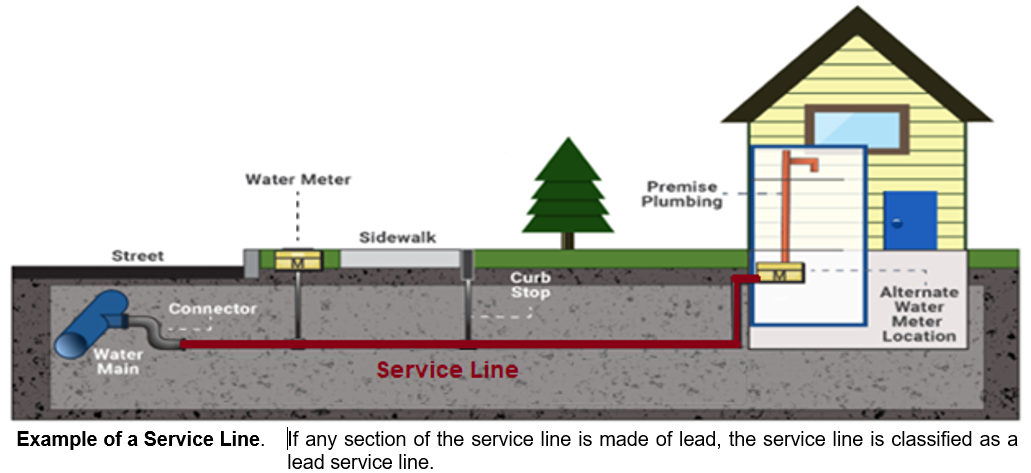 Water Meter
Premise
Plumbing
Street
Sidewalk
M
M
Curb
Stop
Connector
Alternate
Water
Meter
Location
Water
Main
Service Line
Example of a Service Line. If any section of the service line is made of lead, the service line is classified as a
lead service line.